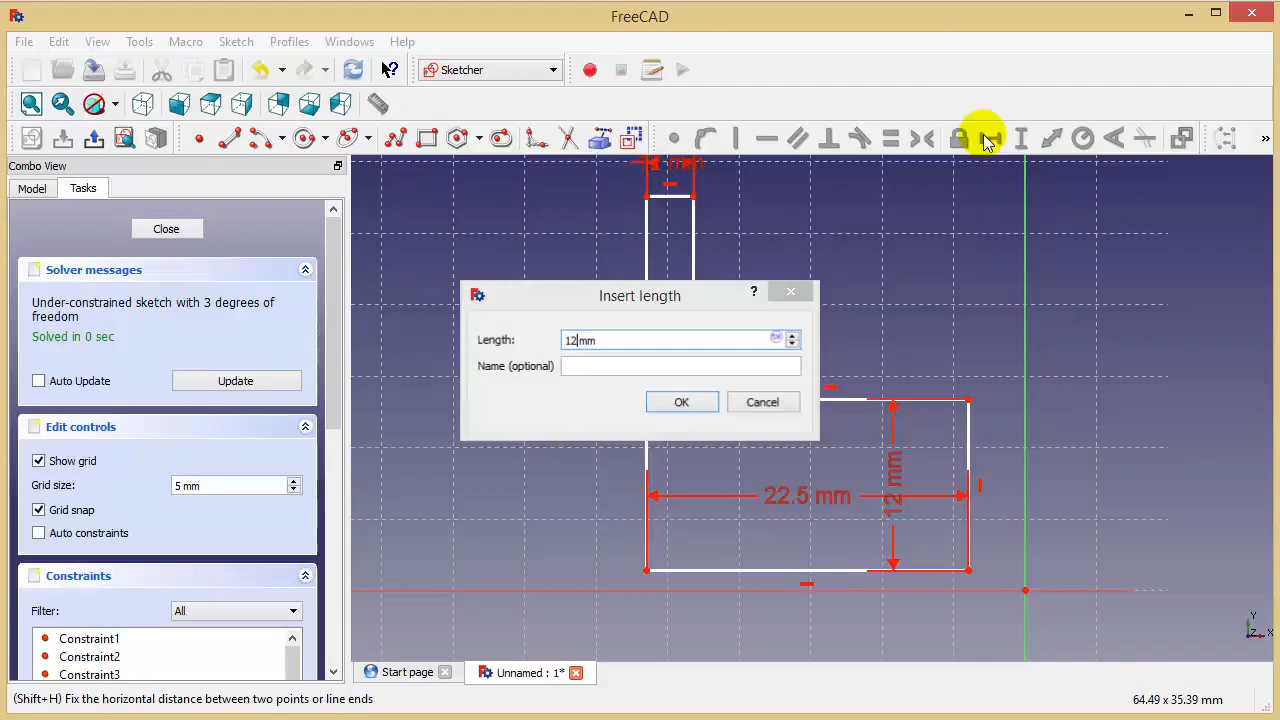 FreeCAD
File Edit View Tools Macro Sketch Profiles Windows Help
Sketcher
Combo View
Model Tasks
Close
Solver messages
Under-constrained sketch with 3 degrees of
freedom
Solved in 0 sec
Auto Update Update
Edit controls
Show grid
Grid size: 5 mm
Grid snap
Auto constraints
Constraints
Filter: All
Constraint1
Constraint2
Constraint3
Insert length
Length: 12mm
Name (optional)
OK Cancel
22.5 mm
12 mm
Y
Z X
Start page Unnamed : 1*
(Shift+H) Fix the horizontal distance between two points or line ends 64.49 x 35.39 mm